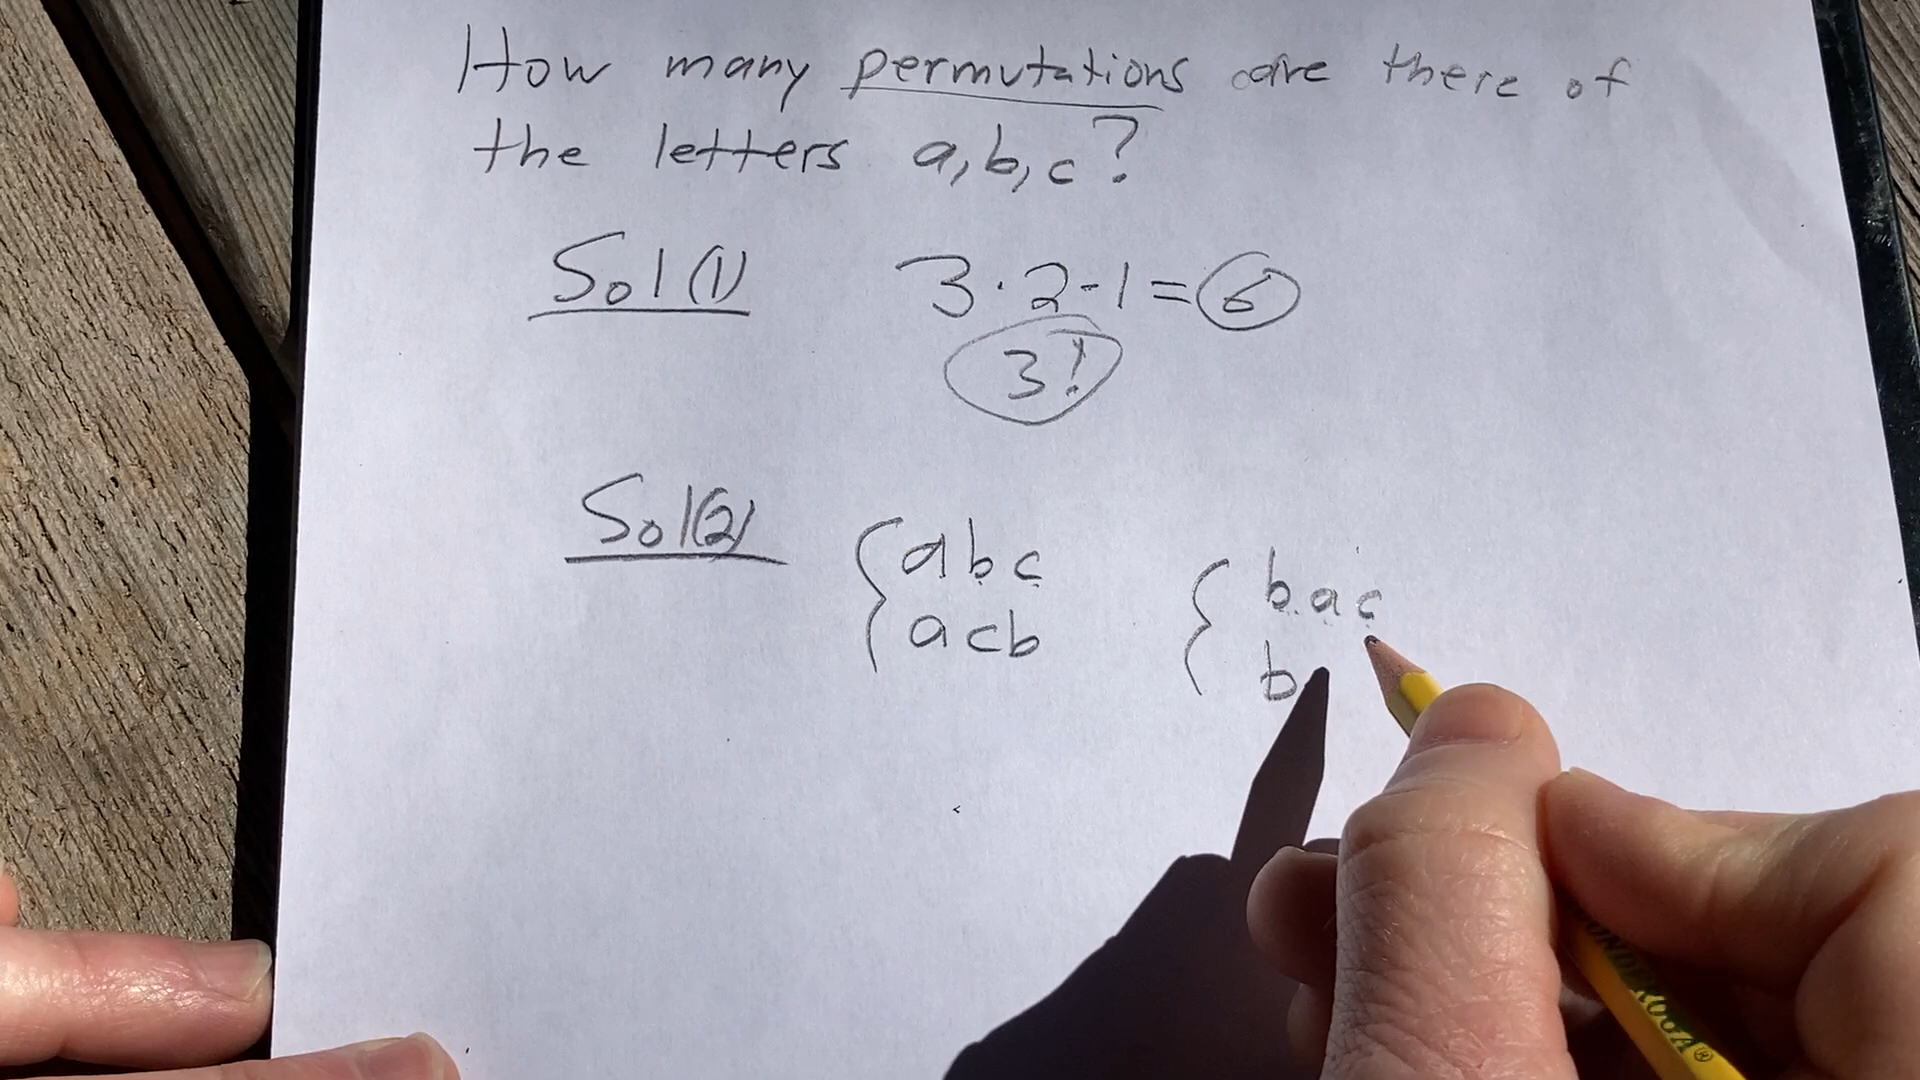 How many permutations are there of
the letters a,b,c?
Sol(1) 3·2·1=6
3!
Sol(2)
{abc
acb
{bac
b